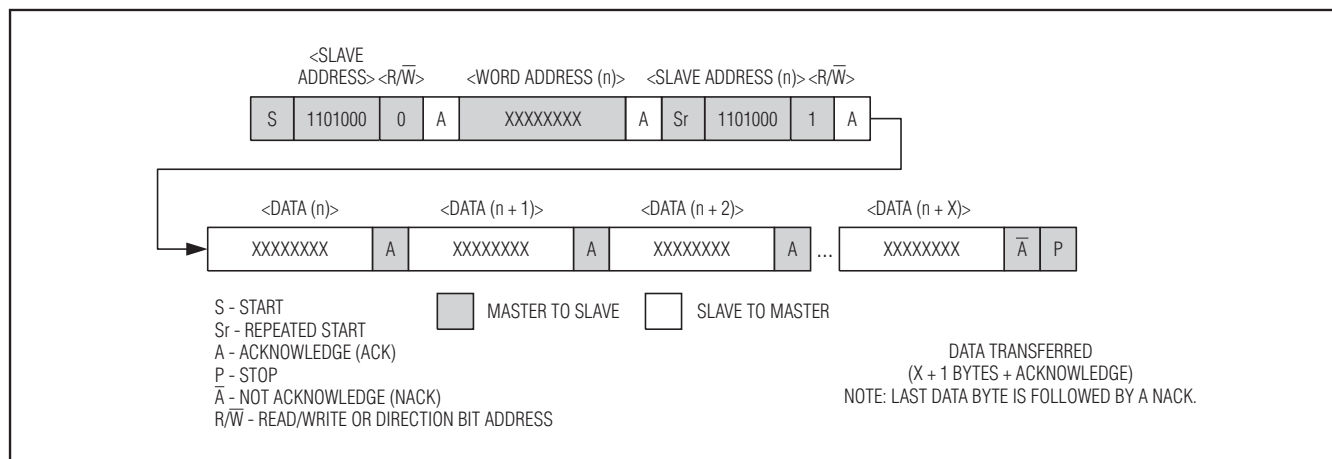 <SLAVE
ADDRESS> <R/W̅> <WORD ADDRESS (n)> <SLAVE ADDRESS (n)> <R/W̅>
S 1101000 0 A XXXXXXXX A Sr 1101000 1 A
<DATA (n)> <DATA (n + 1)> <DATA (n + 2)> <DATA (n + X)>
XXXXXXXX A XXXXXXXX A XXXXXXXX A ... XXXXXXXX A̅ P
S - START
Sr - REPEATED START
A - ACKNOWLEDGE (ACK)
P - STOP
A̅ - NOT ACKNOWLEDGE (NACK)
R/W̅ - READ/WRITE OR DIRECTION BIT ADDRESS
MASTER TO SLAVE SLAVE TO MASTER
DATA TRANSFERRED
(X + 1 BYTES + ACKNOWLEDGE)
NOTE: LAST DATA BYTE IS FOLLOWED BY A NACK.